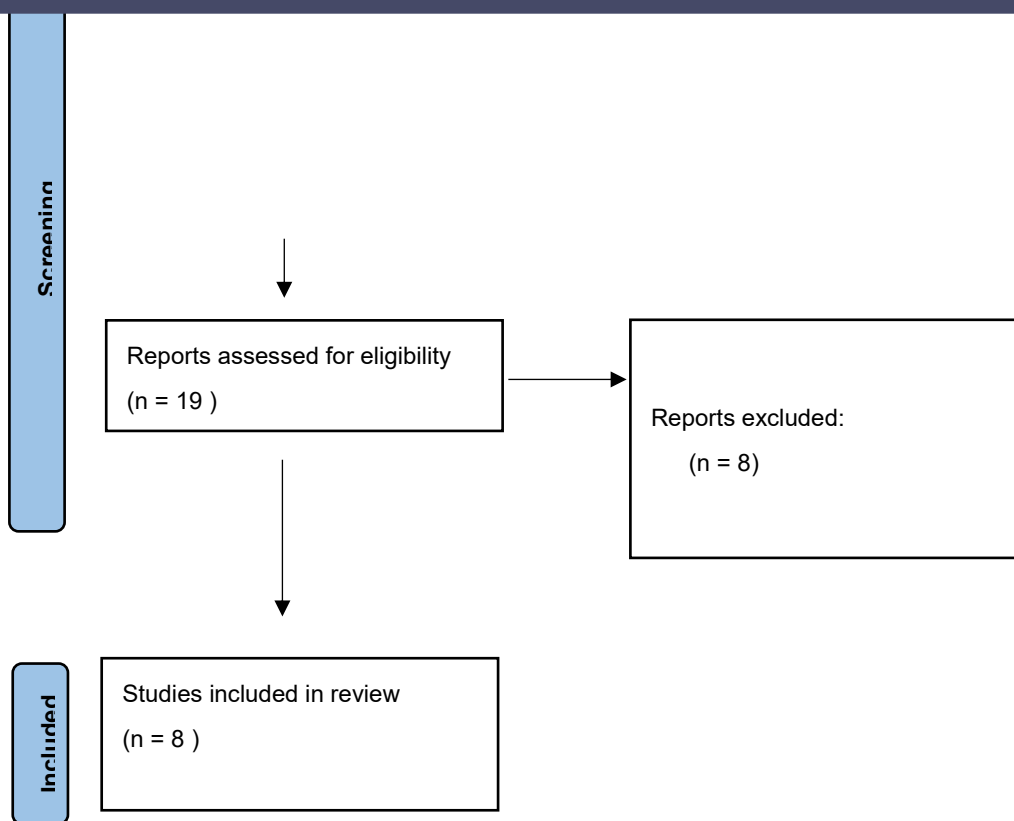 Screening
Reports assessed for eligibility
(n = 19 )
Reports excluded:
(n = 8)
Included
Studies included in review
(n = 8 )